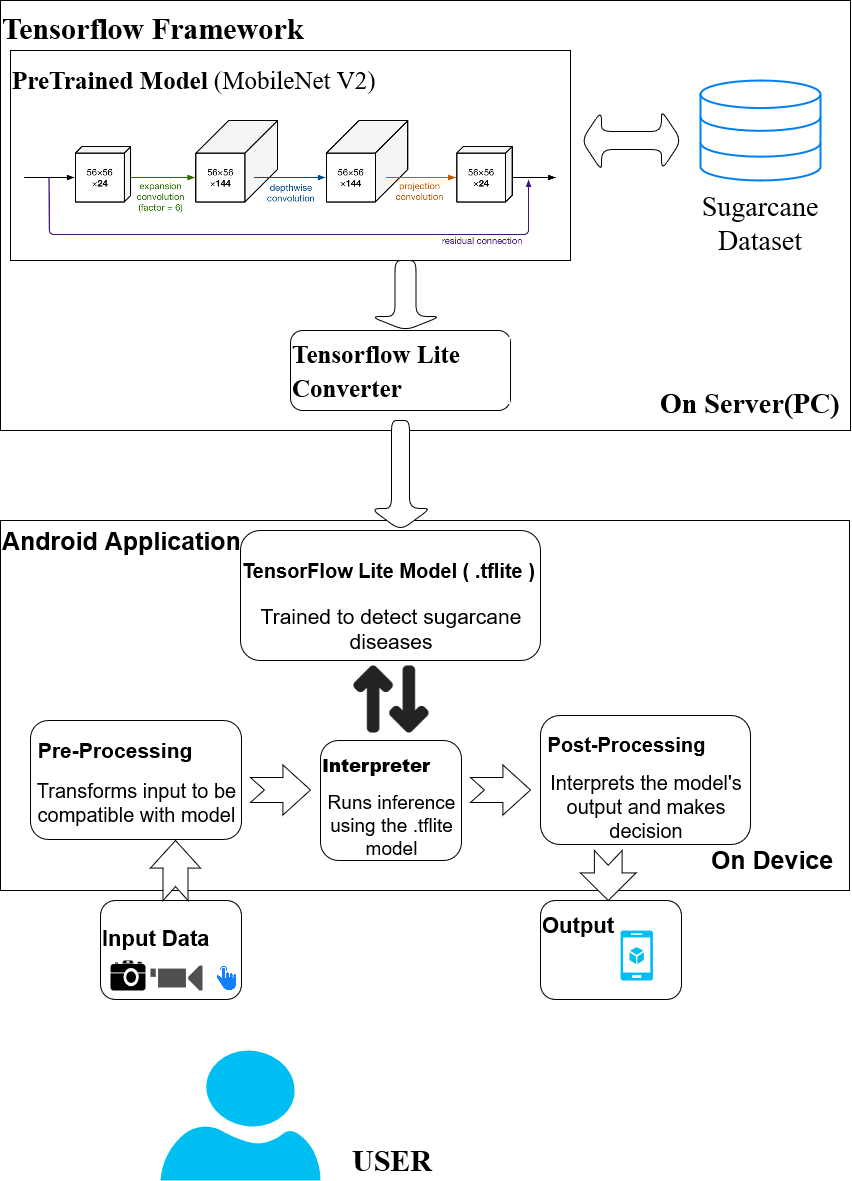 Tensorflow Framework
PreTrained Model (MobileNet V2)
56×56
×24
expansion
convolution
(factor = 6)
56×56
×144
depthwise
convolution
56×56
×144
projection
convolution
56×56
×24
residual connection
Sugarcane
Dataset
Tensorflow Lite
Converter
On Server(PC)
Android Application
TensorFlow Lite Model ( .tflite )
Trained to detect sugarcane
diseases
Pre-Processing
Transforms input to be
compatible with model
Interpreter
Runs inference
using the .tflite
model
Post-Processing
Interprets the model's
output and makes
decision
On Device
Input Data
Output
USER